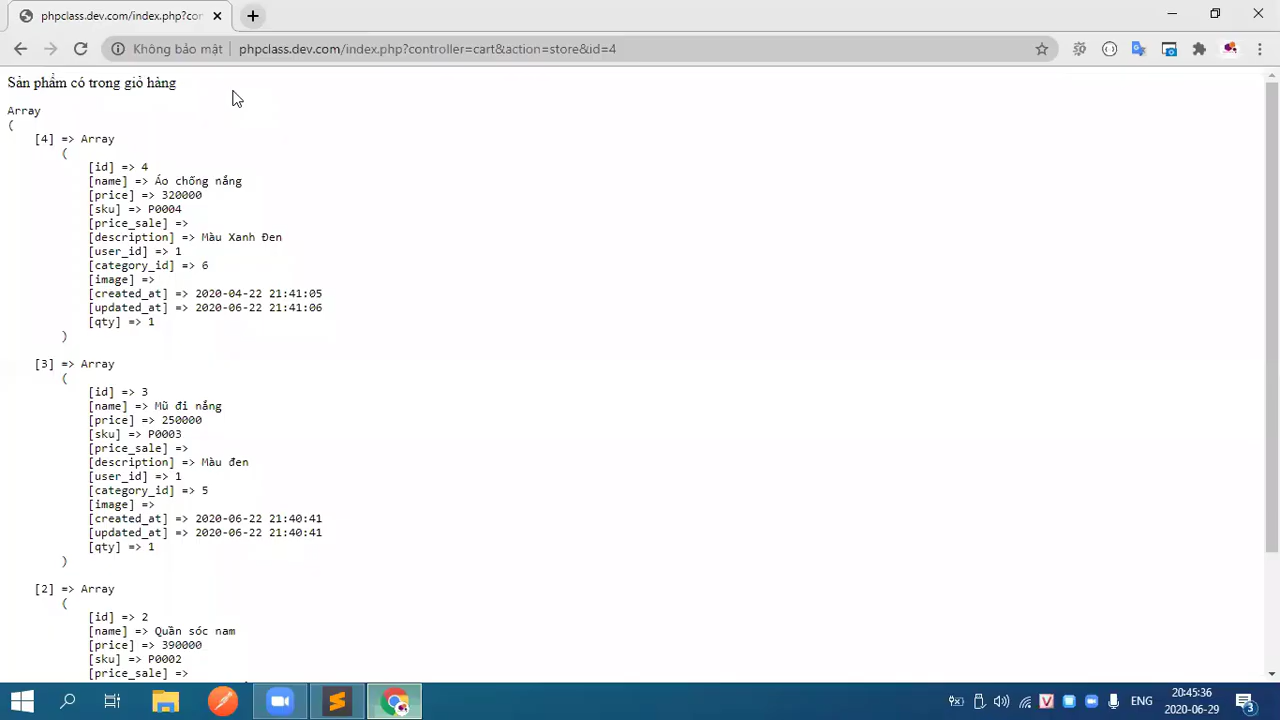 phpclass.dev.com/index.php?con
Không bảo mật
phpclass.dev.com/index.php?controller=cart&action=store&id=4
Sản phẩm có trong giỏ hàng
Array
(
[4] => Array
(
[id] => 4
[name] => Áo chống nắng
[price] => 320000
[sku] => P0004
[price_sale] =>
[description] => Màu Xanh Đen
[user_id] => 1
[category_id] => 6
[image] =>
[created_at] => 2020-04-22 21:41:05
[updated_at] => 2020-06-22 21:41:06
[qty] => 1
)
[3] => Array
(
[id] => 3
[name] => Mũ đi nắng
[price] => 250000
[sku] => P0003
[price_sale] =>
[description] => Màu đen
[user_id] => 1
[category_id] => 5
[image] =>
[created_at] => 2020-06-22 21:40:41
[updated_at] => 2020-06-22 21:40:41
[qty] => 1
)
[2] => Array
(
[id] => 2
[name] => Quần sóc nam
[price] => 390000
[sku] => P0002
[price_sale] =>
V
ENG
20:45:36
2020-06-29
3